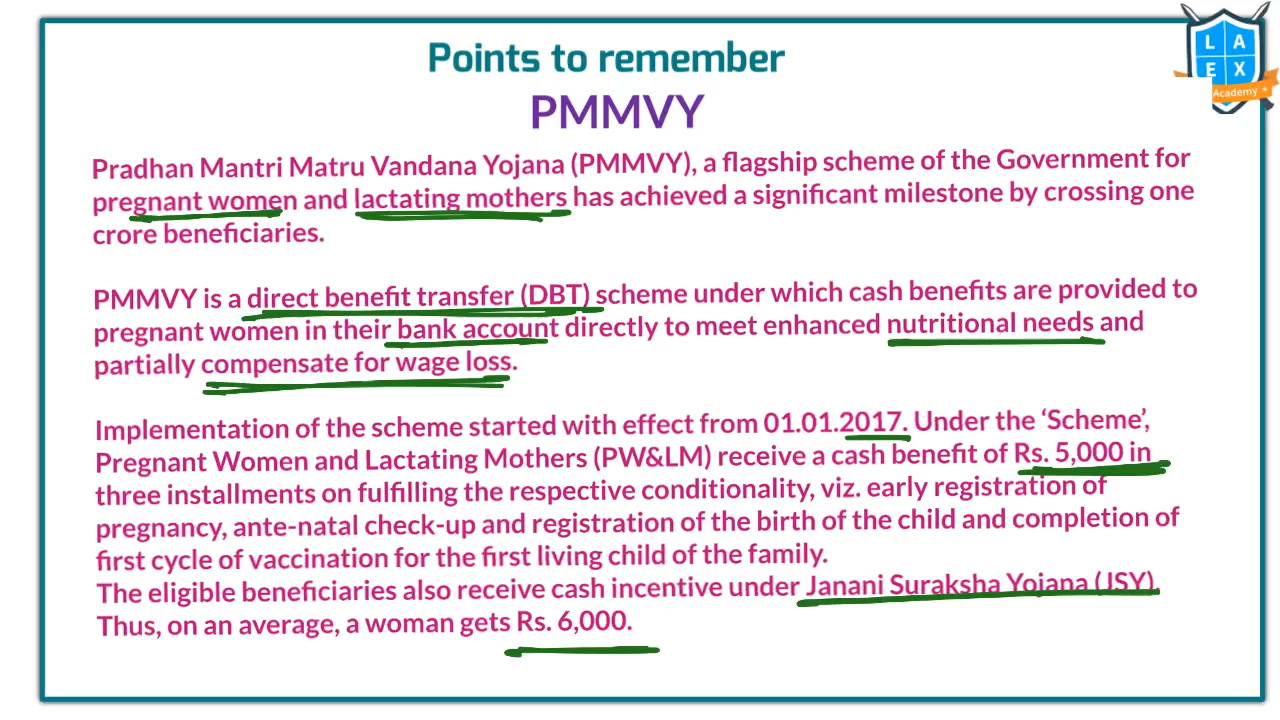 L A
E X
Academy
Points to remember
PMMVY
Pradhan Mantri Matru Vandana Yojana (PMMVY), a flagship scheme of the Government for
pregnant women and lactating mothers has achieved a significant milestone by crossing one
crore beneficiaries.
PMMVY is a direct benefit transfer (DBT) scheme under which cash benefits are provided to
pregnant women in their bank account directly to meet enhanced nutritional needs and
partially compensate for wage loss.
Implementation of the scheme started with effect from 01.01.2017. Under the ‘Scheme’,
Pregnant Women and Lactating Mothers (PW&LM) receive a cash benefit of Rs. 5,000 in
three installments on fulfilling the respective conditionality, viz. early registration of
pregnancy, ante-natal check-up and registration of the birth of the child and completion of
first cycle of vaccination for the first living child of the family.
The eligible beneficiaries also receive cash incentive under Janani Suraksha Yojana (JSY).
Thus, on an average, a woman gets Rs. 6,000.